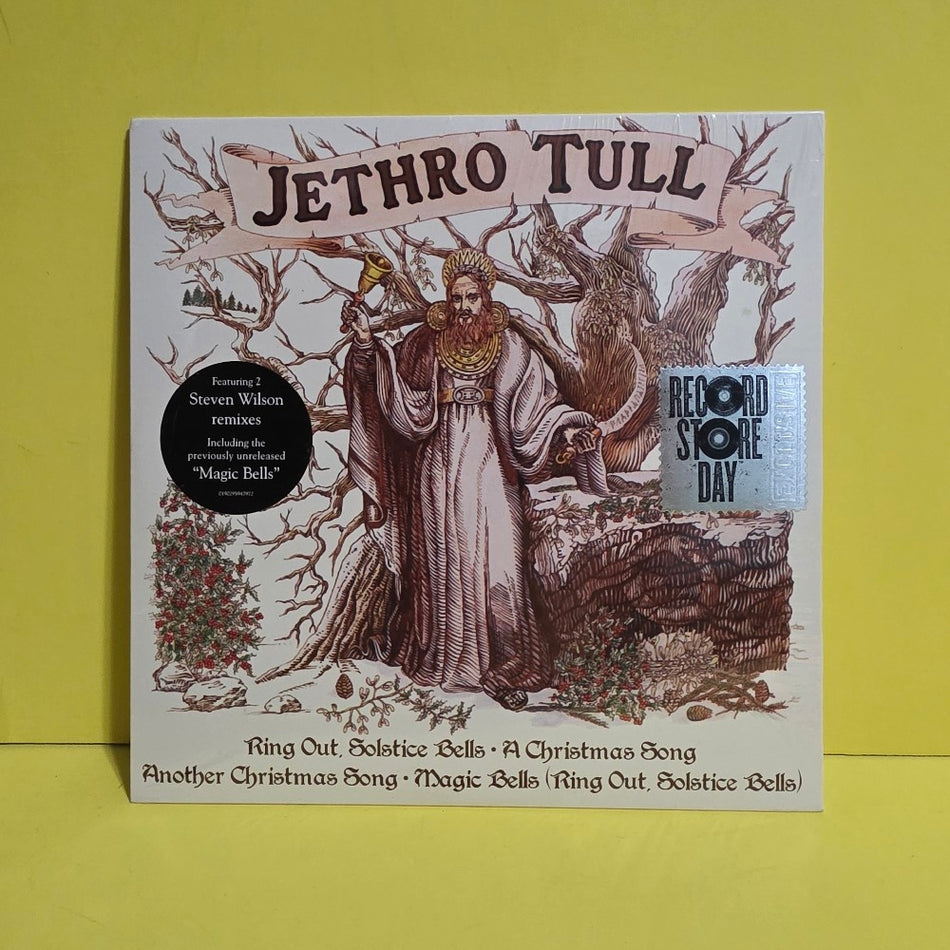 JETHRO TULL
Featuring 2
Steven Wilson
remixes
Including the
previously unreleased
“Magic Bells”
RECORD
STORE
DAY
EXCLUSIVE
Ring Out, Solstice Bells • A Christmas Song
Another Christmas Song • Magic Bells (Ring Out, Solstice Bells)